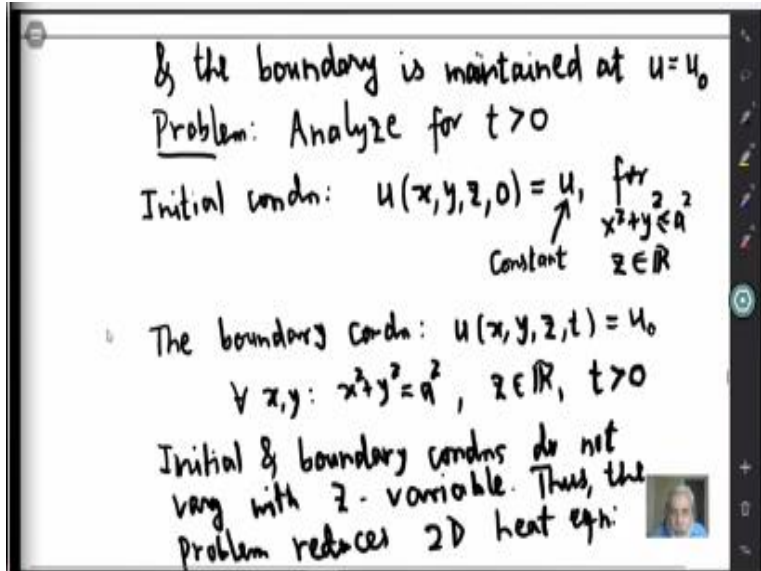 & the boundary is maintained at u=u₀
Problem: Analyze for t>0
Initial condn: u(x,y,z,0) = u₁ for
x²+y²≤a²
Constant z∈ℝ
The boundary condn: u(x,y,z,t) = u₀
∀ x,y: x²+y²=a², z∈ℝ, t>0
Initial & boundary condns do not
vary with z-variable. Thus, the
problem reduces 2D heat eqn: